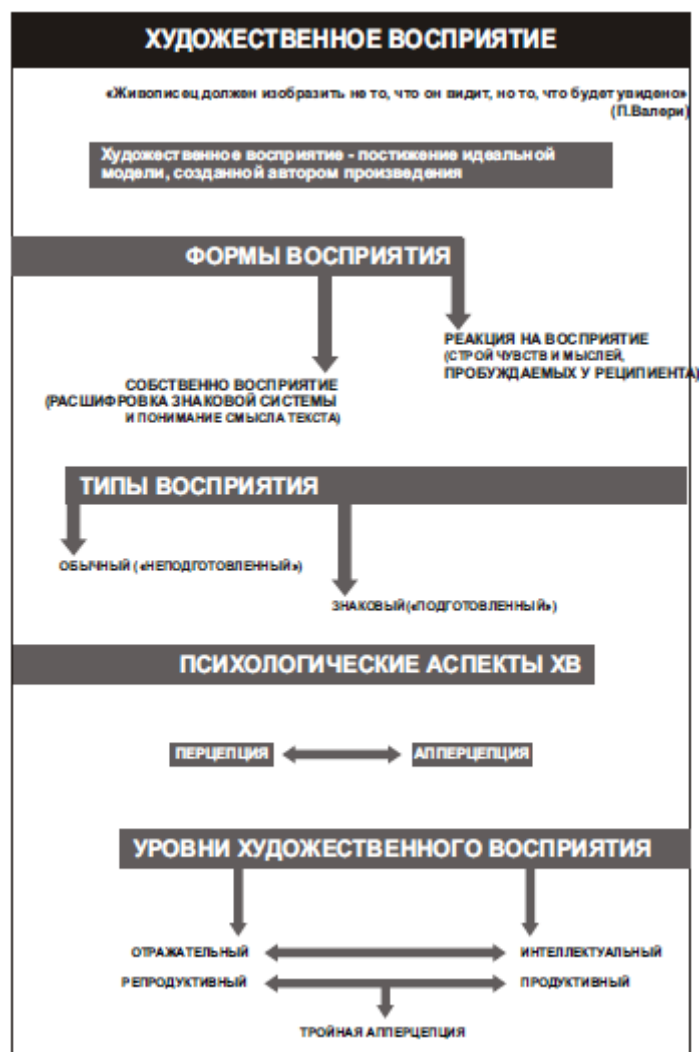 ХУДОЖЕСТВЕННОЕ ВОСПРИЯТИЕ
«Живописец должен изобразить не то, что он видит, но то, что будет увидено»
(П.Валери)
Художественное восприятие - постижение идеальной
модели, созданной автором произведения
ФОРМЫ ВОСПРИЯТИЯ
РЕАКЦИЯ НА ВОСПРИЯТИЕ
(СТРОЙ ЧУВСТВ И МЫСЛЕЙ,
ПРОБУЖДАЕМЫХ У РЕЦИПИЕНТА)
СОБСТВЕННО ВОСПРИЯТИЕ
(РАСШИФРОВКА ЗНАКОВОЙ СИСТЕМЫ
И ПОНИМАНИЕ СМЫСЛА ТЕКСТА)
ТИПЫ ВОСПРИЯТИЯ
ОБЫЧНЫЙ («НЕПОДГОТОВЛЕННЫЙ»)
ЗНАКОВЫЙ («ПОДГОТОВЛЕННЫЙ»)
ПСИХОЛОГИЧЕСКИЕ АСПЕКТЫ ХВ
ПЕРЦЕПЦИЯ АППЕРЦЕПЦИЯ
УРОВНИ ХУДОЖЕСТВЕННОГО ВОСПРИЯТИЯ
ОТРАЖАТЕЛЬНЫЙ ИНТЕЛЛЕКТУАЛЬНЫЙ
РЕПРОДУКТИВНЫЙ ПРОДУКТИВНЫЙ
ТРОЙНАЯ АППЕРЦЕПЦИЯ